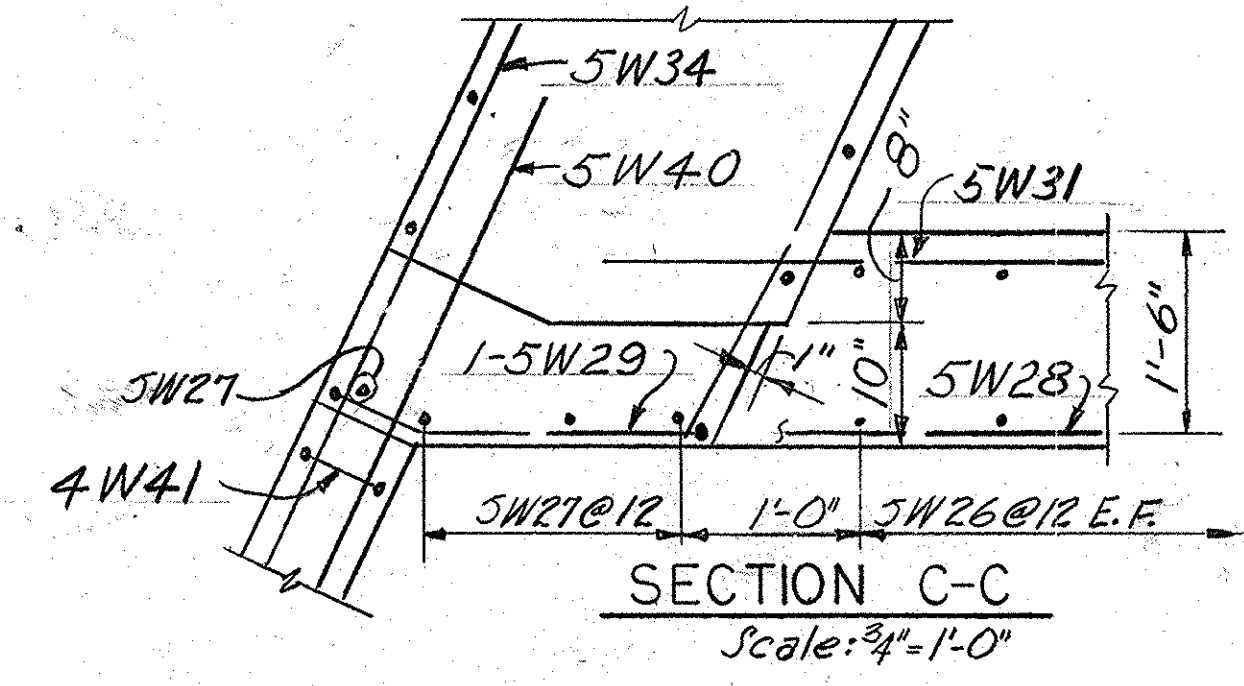 5W34
5W40
8"
5W31
1'-6"
1-5W29
1"
10"
5W28
5W27
4W41
5W27@12
1'-0"
5W26@12 E.F.
SECTION C-C
Scale: 3/4"=1'-0"